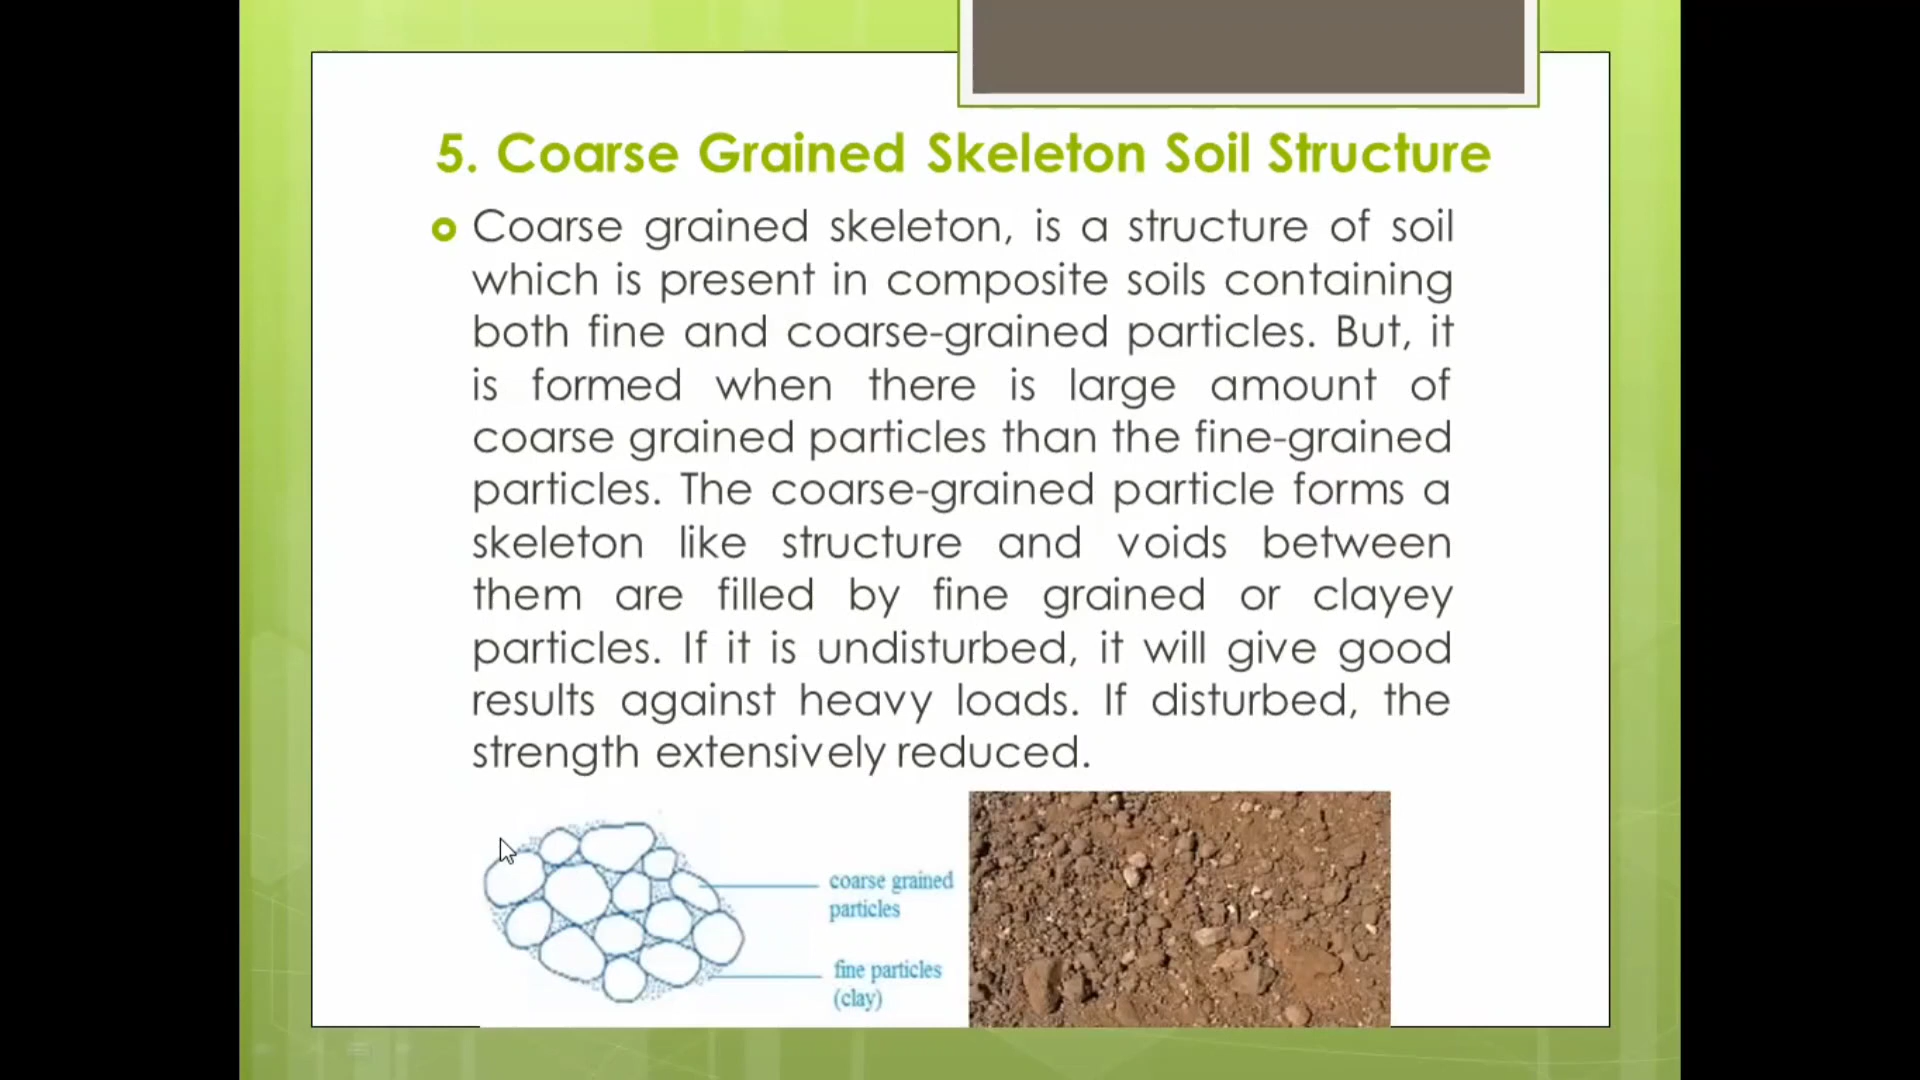 5. Coarse Grained Skeleton Soil Structure
Coarse grained skeleton, is a structure of soil
which is present in composite soils containing
both fine and coarse-grained particles. But, it
is formed when there is large amount of
coarse grained particles than the fine-grained
particles. The coarse-grained particle forms a
skeleton like structure and voids between
them are filled by fine grained or clayey
particles. If it is undisturbed, it will give good
results against heavy loads. If disturbed, the
strength extensively reduced.
coarse grained
particles
fine particles
(clay)